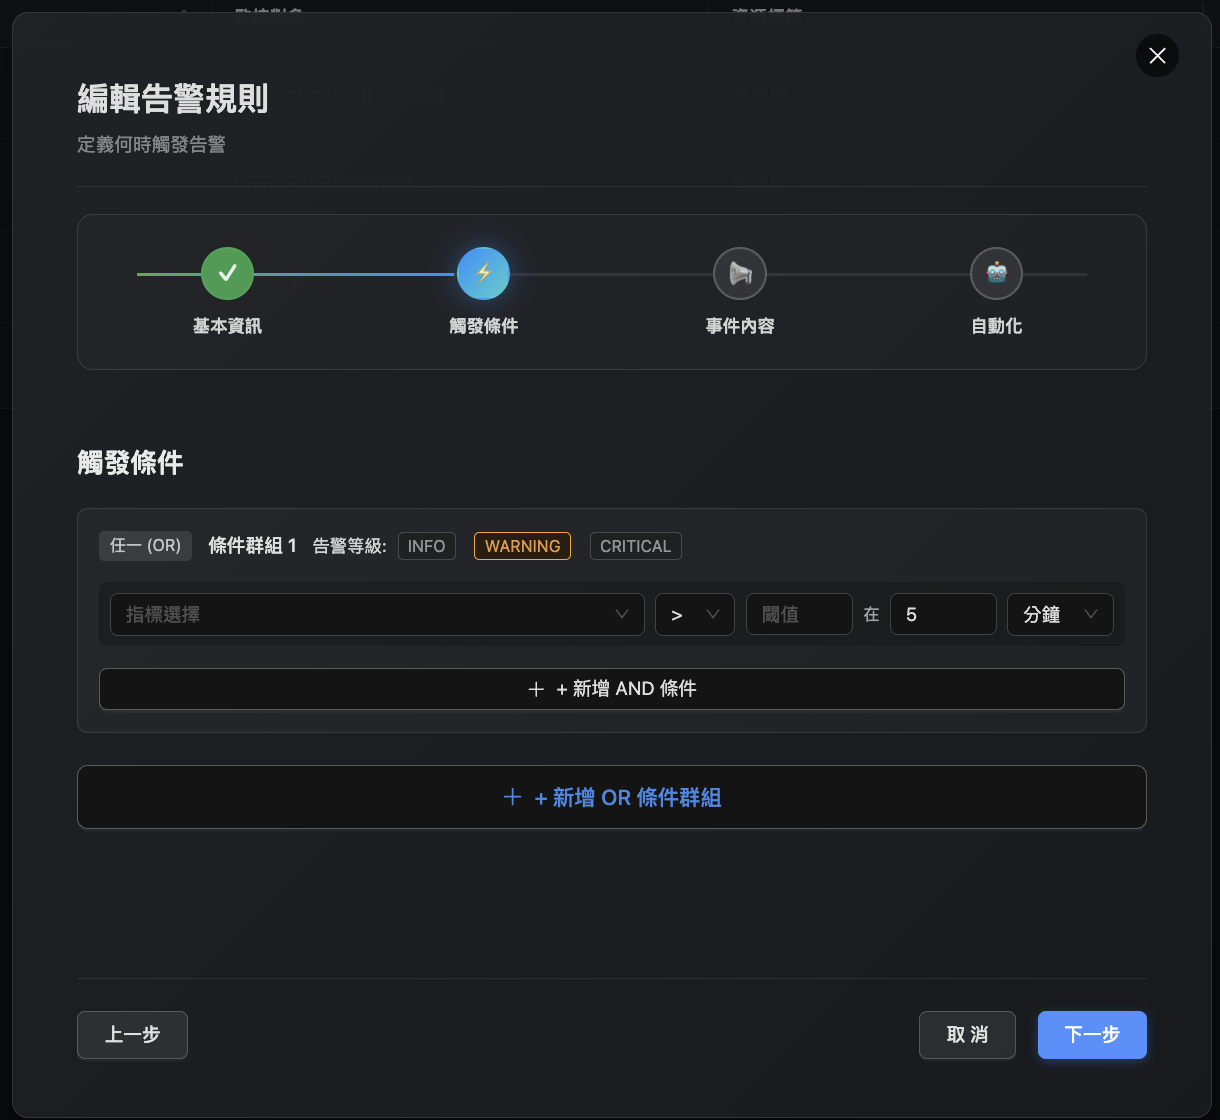 編輯告警規則
定義何時觸發告警
基本資訊 觸發條件 事件內容 自動化
觸發條件
任一 (OR) 條件群組 1 告警等級: INFO WARNING CRITICAL
指標選擇 > 閾值 在 5 分鐘
+ 新增 AND 條件
+ 新增 OR 條件群組
上一步 取消 下一步